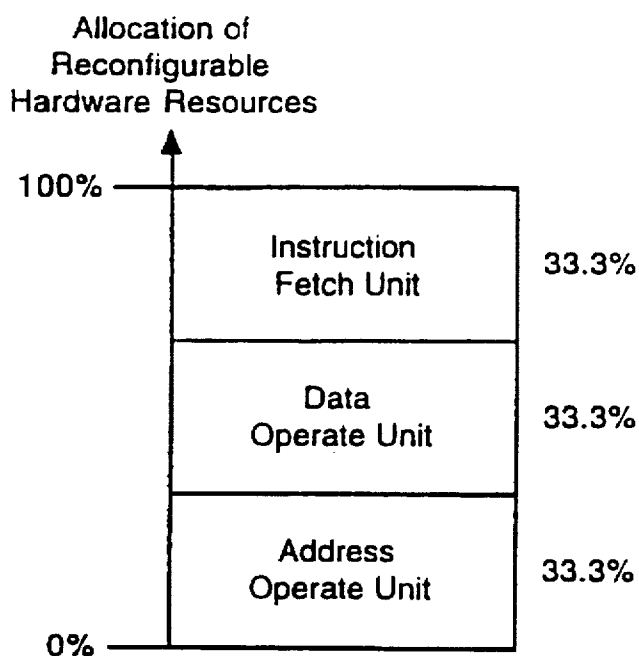 Allocation of
Reconfigurable
Hardware Resources
100%
Instruction
Fetch Unit
33.3%
Data
Operate Unit
33.3%
Address
Operate Unit
33.3%
0%